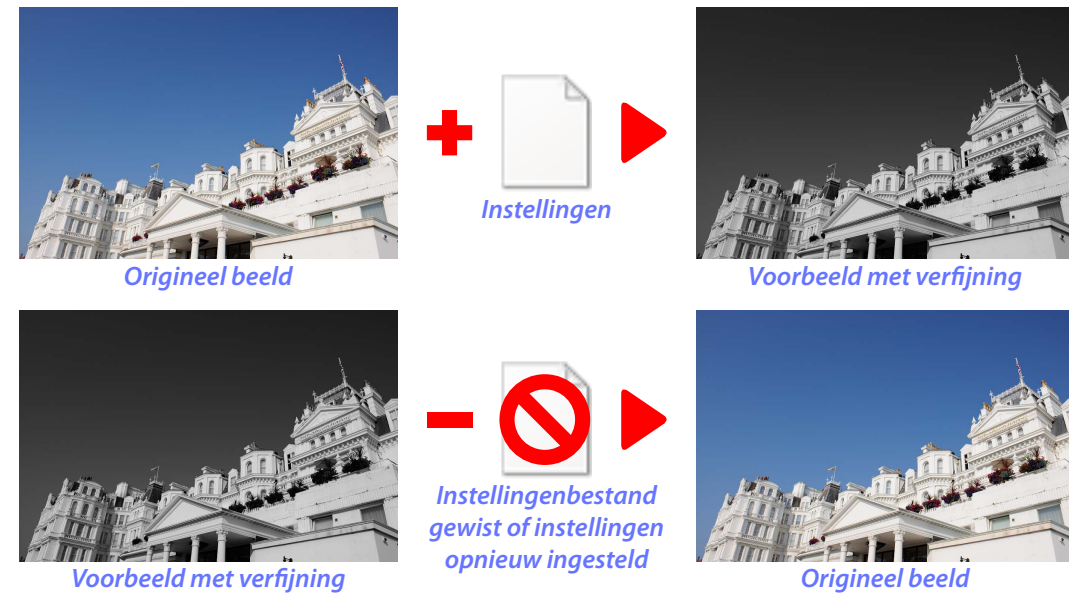 Instellingen
Origineel beeld
Voorbeeld met verfijning
Instellingenbestand
gewist of instellingen
opnieuw ingesteld
Voorbeeld met verfijning
Origineel beeld